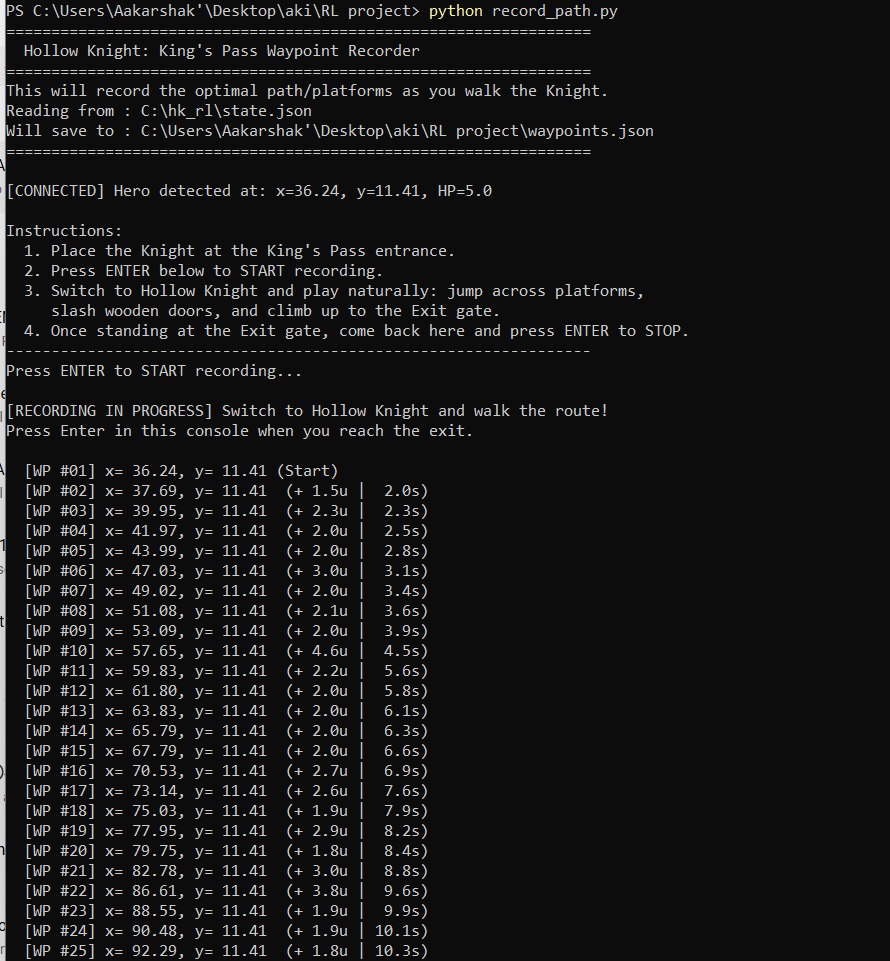 PS C:\Users\Aakarshak'\Desktop\aki\RL project> python record_path.py
=================================================================
  Hollow Knight: King's Pass Waypoint Recorder
=================================================================
This will record the optimal path/platforms as you walk the Knight.
Reading from : C:\hk_rl\state.json
Will save to : C:\Users\Aakarshak'\Desktop\aki\RL project\waypoints.json
=================================================================
[CONNECTED] Hero detected at: x=36.24, y=11.41, HP=5.0
Instructions:
  1. Place the Knight at the King's Pass entrance.
  2. Press ENTER below to START recording.
  3. Switch to Hollow Knight and play naturally: jump across platforms,
     slash wooden doors, and climb up to the Exit gate.
  4. Once standing at the Exit gate, come back here and press ENTER to STOP.
-----------------------------------------------------------------
Press ENTER to START recording...
[RECORDING IN PROGRESS] Switch to Hollow Knight and walk the route!
Press Enter in this console when you reach the exit.
  [WP #01] x= 36.24, y= 11.41 (Start)
  [WP #02] x= 37.69, y= 11.41  (+ 1.5u |  2.0s)
  [WP #03] x= 39.95, y= 11.41  (+ 2.3u |  2.3s)
  [WP #04] x= 41.97, y= 11.41  (+ 2.0u |  2.5s)
  [WP #05] x= 43.99, y= 11.41  (+ 2.0u |  2.8s)
  [WP #06] x= 47.03, y= 11.41  (+ 3.0u |  3.1s)
  [WP #07] x= 49.02, y= 11.41  (+ 2.0u |  3.4s)
  [WP #08] x= 51.08, y= 11.41  (+ 2.1u |  3.6s)
  [WP #09] x= 53.09, y= 11.41  (+ 2.0u |  3.9s)
  [WP #10] x= 57.65, y= 11.41  (+ 4.6u |  4.5s)
  [WP #11] x= 59.83, y= 11.41  (+ 2.2u |  5.6s)
  [WP #12] x= 61.80, y= 11.41  (+ 2.0u |  5.8s)
  [WP #13] x= 63.83, y= 11.41  (+ 2.0u |  6.1s)
  [WP #14] x= 65.79, y= 11.41  (+ 2.0u |  6.3s)
  [WP #15] x= 67.79, y= 11.41  (+ 2.0u |  6.6s)
  [WP #16] x= 70.53, y= 11.41  (+ 2.7u |  6.9s)
  [WP #17] x= 73.14, y= 11.41  (+ 2.6u |  7.6s)
  [WP #18] x= 75.03, y= 11.41  (+ 1.9u |  7.9s)
  [WP #19] x= 77.95, y= 11.41  (+ 2.9u |  8.2s)
  [WP #20] x= 79.75, y= 11.41  (+ 1.8u |  8.4s)
  [WP #21] x= 82.78, y= 11.41  (+ 3.0u |  8.8s)
  [WP #22] x= 86.61, y= 11.41  (+ 3.8u |  9.6s)
  [WP #23] x= 88.55, y= 11.41  (+ 1.9u |  9.9s)
  [WP #24] x= 90.48, y= 11.41  (+ 1.9u | 10.1s)
  [WP #25] x= 92.29, y= 11.41  (+ 1.8u | 10.3s)